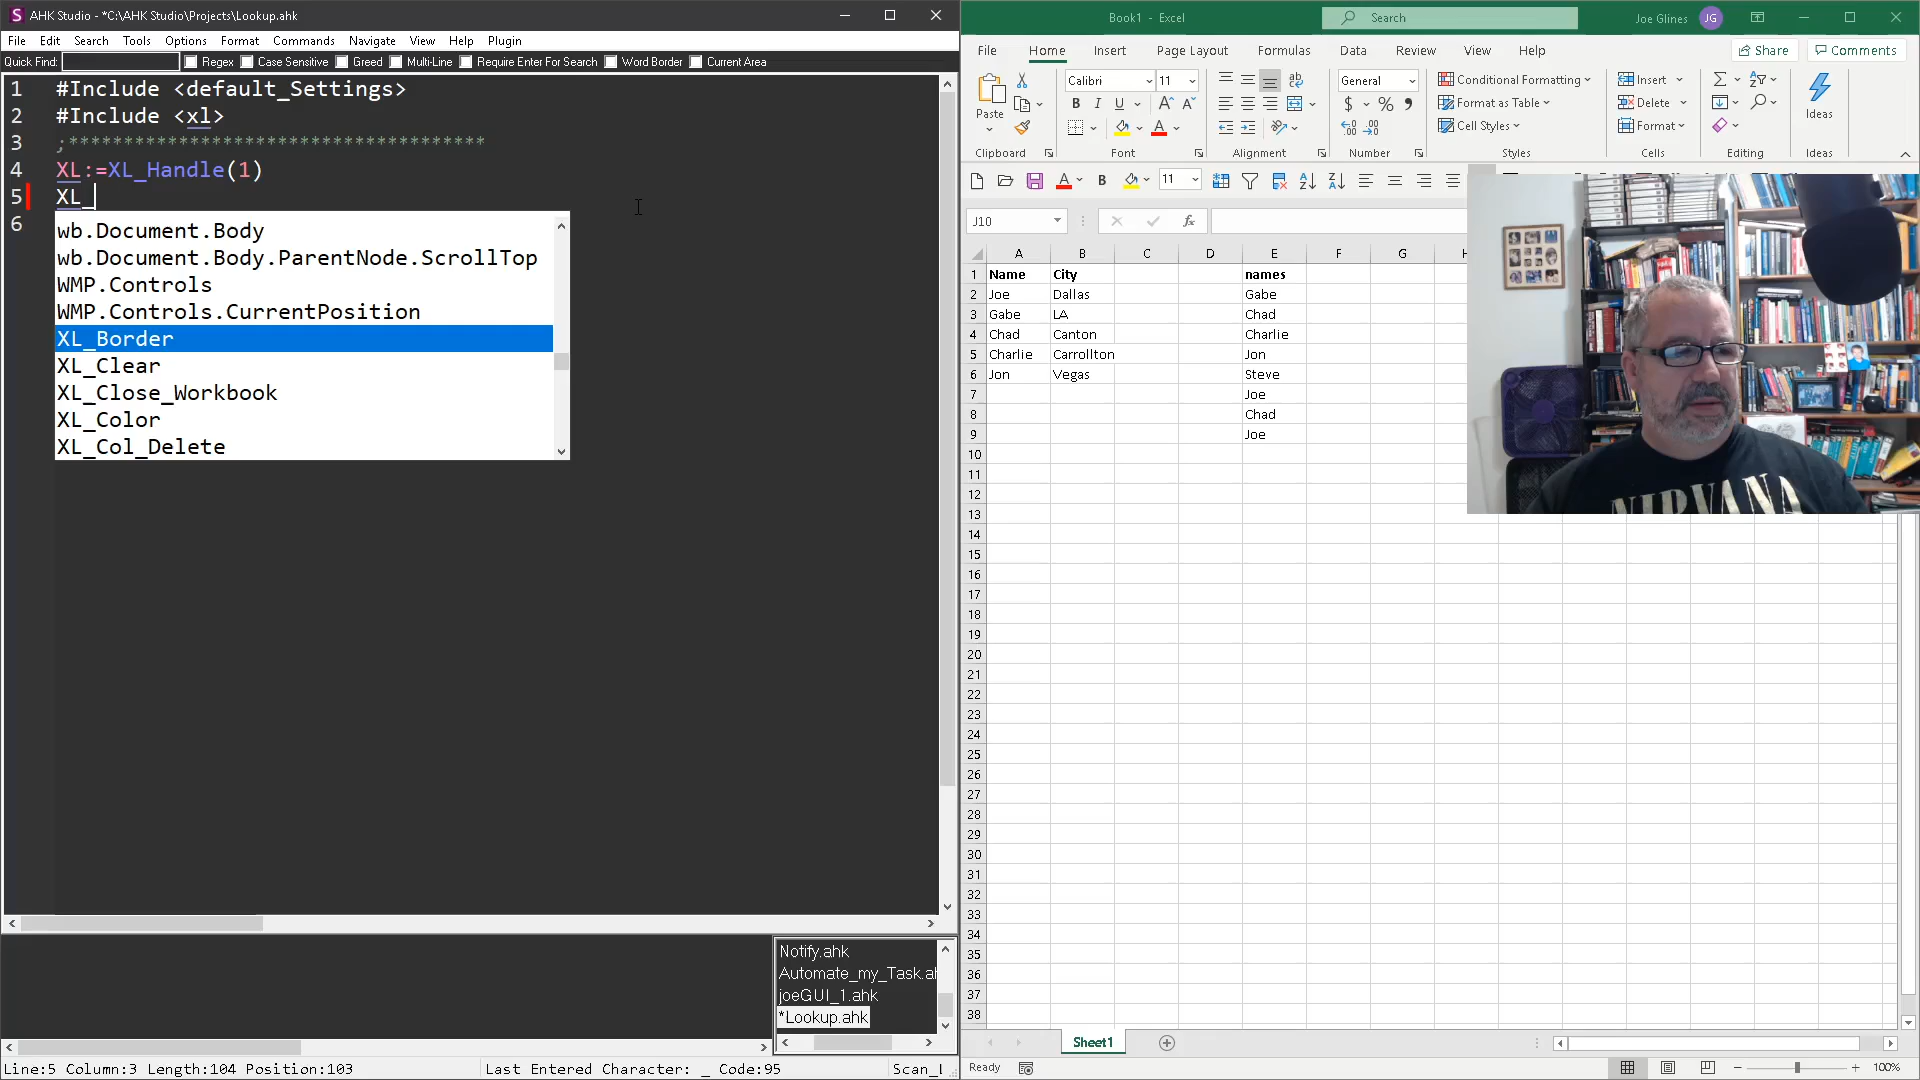 AHK Studio - *C:\AHK Studio\Projects\Lookup.ahk
File Edit Search Tools Options Format Commands Navigate View Help Plugin
Quick Find: Regex Case Sensitive Greed Multi-Line Require Enter For Search Word Border Current Area
1 #Include <default_Settings>
2 #Include <xl>
3 ;**************************************
4 XL:=XL_Handle(1)
5 XL_
6
wb.Document.Body
wb.Document.Body.ParentNode.ScrollTop
WMP.Controls
WMP.Controls.CurrentPosition
XL_Border
XL_Clear
XL_Close_Workbook
XL_Color
XL_Col_Delete
Notify.ahk
Automate_my_Task.ah
joeGUI_1.ahk
*Lookup.ahk
Line:5 Column:3 Length:104 Position:103 Last Entered Character: _ Code:95 Scan_L
Book1 - Excel Search Joe Glines JG
File Home Insert Page Layout Formulas Data Review View Help Share Comments
Paste Calibri 11 General Conditional Formatting Insert Ideas
B I U A A $ % , Format as Table Delete
A Cell Styles Format
Clipboard Font Alignment Number Styles Cells Editing Ideas
A B 11
J10 fx
A B C D E F G H
1 Name City names
2 Joe Dallas Gabe
3 Gabe LA Chad
4 Chad Canton Charlie
5 Charlie Carrollton Jon
6 Jon Vegas Steve
7 Joe
8 Chad
9 Joe
10
11
12
13
14
15
16
17
18
19
20
21
22
23
24
25
26
27
28
29
30
31
32
33
34
35
36
37
38
NIRVANA
Sheet1
Ready 100%